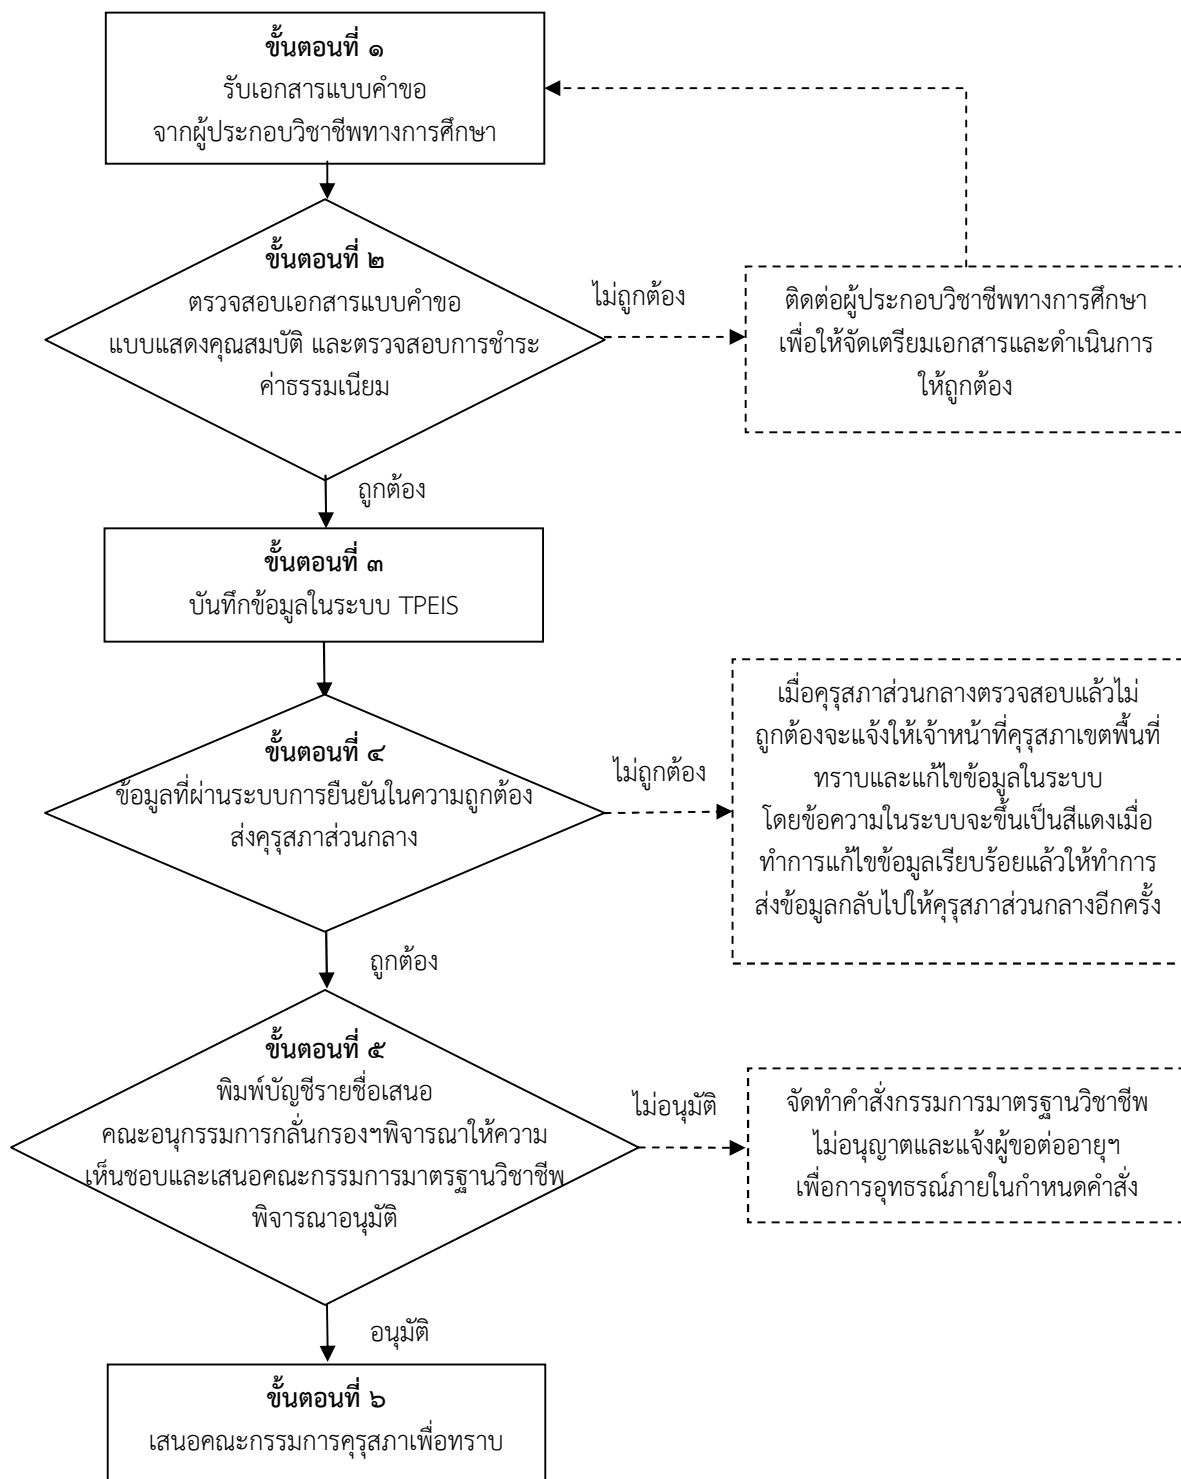 ขั้นตอนที่ ๑
รับเอกสารแบบคำขอ
จากผู้ประกอบวิชาชีพทางการศึกษา
ขั้นตอนที่ ๒
ตรวจสอบเอกสารแบบคำขอ
แบบแสดงคุณสมบัติ และตรวจสอบการชำระ
ค่าธรรมเนียม
ไม่ถูกต้อง
ติดต่อผู้ประกอบวิชาชีพทางการศึกษา
เพื่อให้จัดเตรียมเอกสารและดำเนินการ
ให้ถูกต้อง
ถูกต้อง
ขั้นตอนที่ ๓
บันทึกข้อมูลในระบบ TPEIS
ขั้นตอนที่ ๔
ข้อมูลที่ผ่านระบบการยืนยันในความถูกต้อง
ส่งคุรุสภาส่วนกลาง
ไม่ถูกต้อง
เมื่อคุรุสภาส่วนกลางตรวจสอบแล้วไม่
ถูกต้องจะแจ้งให้เจ้าหน้าที่คุรุสภาเขตพื้นที่
ทราบและแก้ไขข้อมูลในระบบ
โดยข้อความในระบบจะขึ้นเป็นสีแดงเมื่อ
ทำการแก้ไขข้อมูลเรียบร้อยแล้วให้ทำการ
ส่งข้อมูลกลับไปให้คุรุสภาส่วนกลางอีกครั้ง
ถูกต้อง
ขั้นตอนที่ ๕
พิมพ์บัญชีรายชื่อเสนอ
คณะอนุกรรมการกลั่นกรองฯพิจารณาให้ความ
เห็นชอบและเสนอคณะกรรมการมาตรฐานวิชาชีพ
พิจารณาอนุมัติ
ไม่อนุมัติ
จัดทำคำสั่งกรรมการมาตรฐานวิชาชีพ
ไม่อนุญาตและแจ้งผู้ขอต่ออายุฯ
เพื่อการอุทธรณ์ภายในกำหนดคำสั่ง
อนุมัติ
ขั้นตอนที่ ๖
เสนอคณะกรรมการคุรุสภาเพื่อทราบ